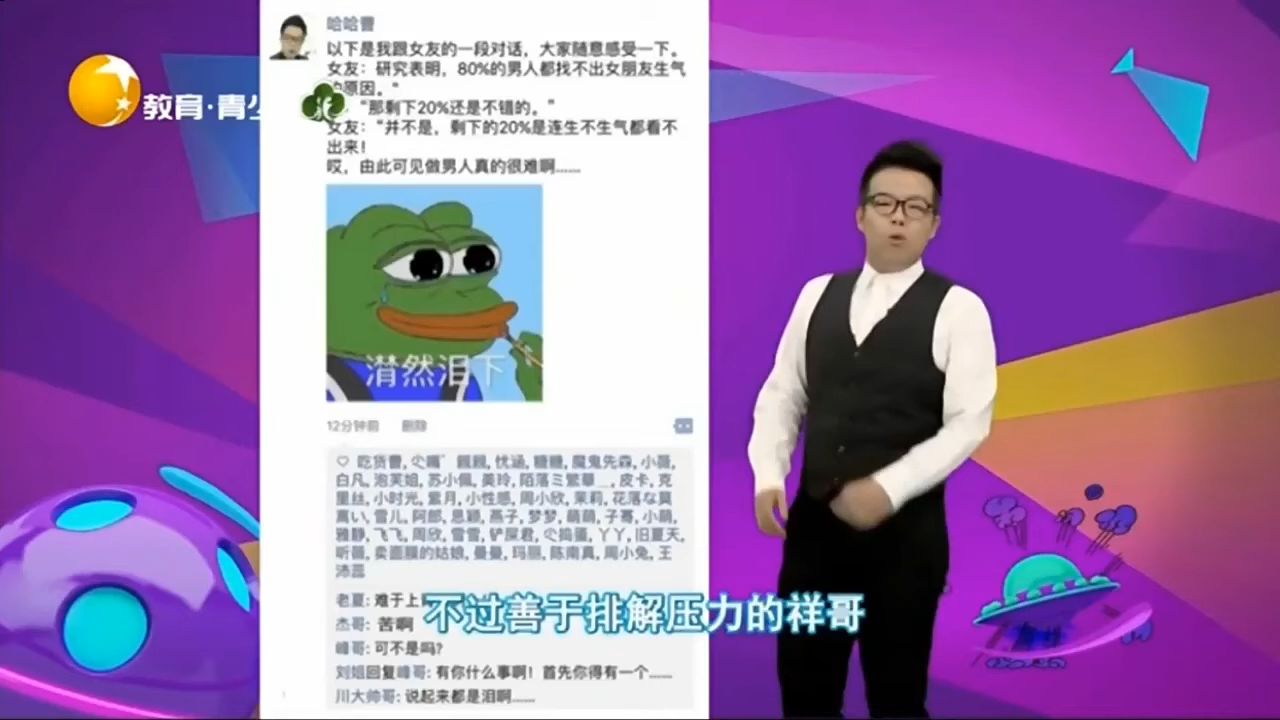 教育·青少
哈哈曹
以下是我跟女友的一段对话，大家随意感受一下。
女友：研究表明，80%的男人都找不出女朋友生气
的原因。"
“那剩下20%还是不错的。”
女友：“并不是，剩下的20%是连生不生气都看不
出来！
哎，由此可见做男人真的很难啊……
潸然泪下
12分钟前 删除
吃货曹, 忧涵, 糖糖, 魔鬼先森, 小薇,
白凡, 泡芙姐, 苏小佩, 美玲, 陌落ミ繁華__, 皮卡, 克
里丝, 小时光, 紫月, 小性感, 周小欣, 茉莉, 花落な莫
离い, 雪儿, 阿郎, 思颖, 燕子, 梦梦, 萌萌, 子骞, 小萌,
雅静, 飞飞, 周欣, 雪雪, 铲屎君, 捣蛋, 丫丫, 旧夏天,
听薇, 卖面膜的姑娘, 曼曼, 玛丽, 陈南真, 周小兔, 王
老夏: 难于上
杰哥: 苦啊
峰哥: 可不是吗？
刘姐回复峰哥: 有你什么事啊！首先你得有一个……
川大帅哥: 说起来都是泪啊……
不过善于排解压力的祥哥